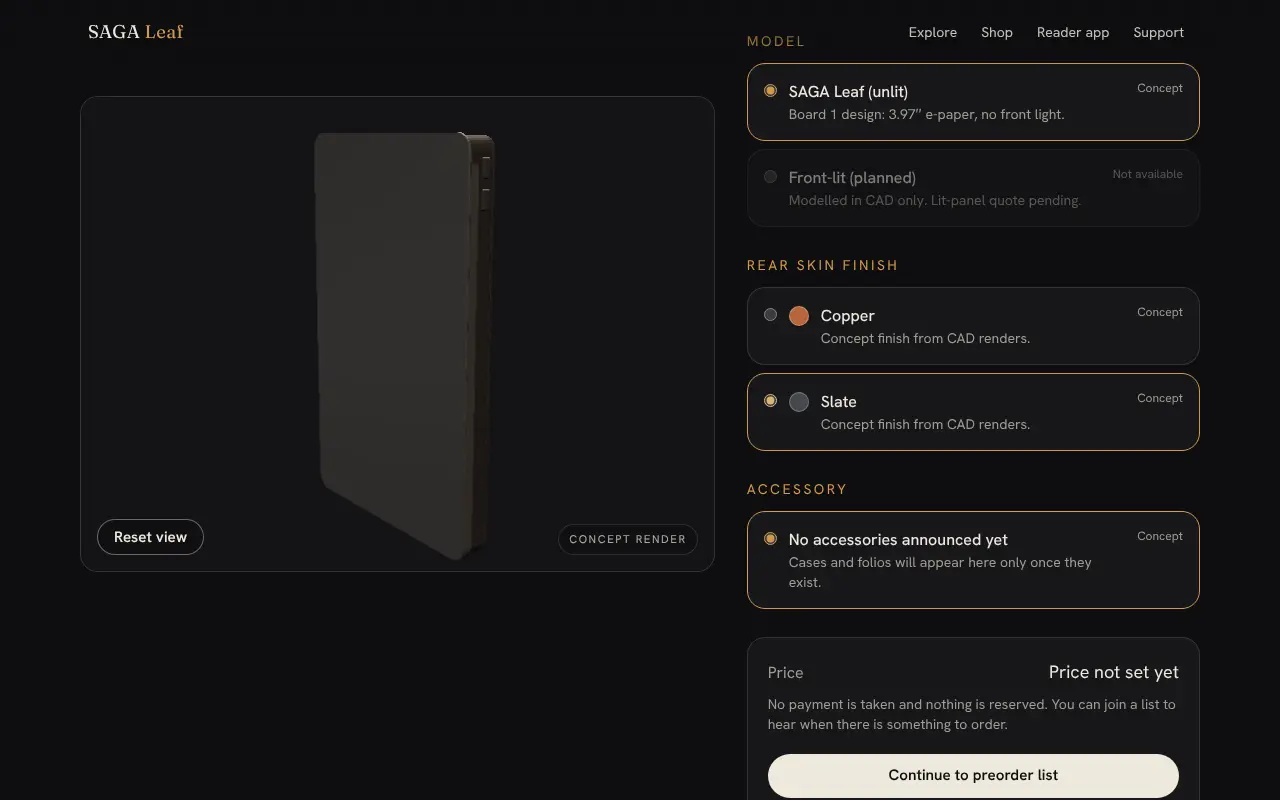 SAGA Leaf
Explore
Shop
Reader app
Support
MODEL
SAGA Leaf (unlit)
Concept
Board 1 design: 3.97″ e-paper, no front light.
Front-lit (planned)
Not available
Modelled in CAD only. Lit-panel quote pending.
REAR SKIN FINISH
Copper
Concept
Concept finish from CAD renders.
Slate
Concept
Concept finish from CAD renders.
ACCESSORY
No accessories announced yet
Concept
Cases and folios will appear here only once they
exist.
Reset view
CONCEPT RENDER
Price
Price not set yet
No payment is taken and nothing is reserved. You can join a list to
hear when there is something to order.
Continue to preorder list